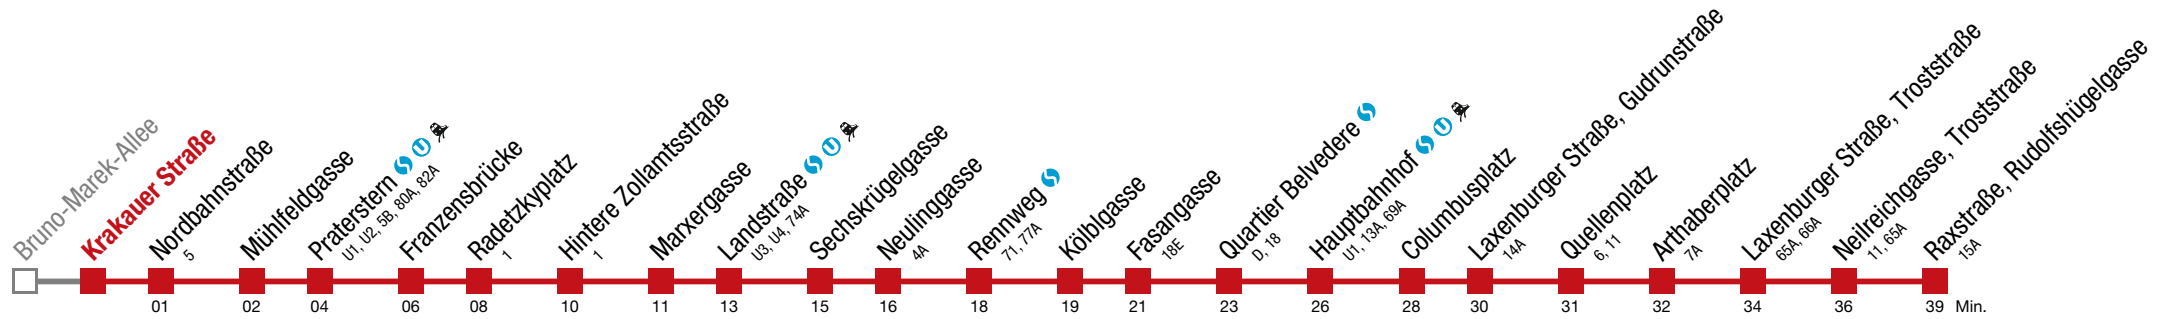 Bruno-Marek-Allee
Krakauer Straße
Nordbahnstraße
5
Mühlfeldgasse
Praterstern
U1, U2, 5B, 80A, 82A
Franzensbrücke
Radetzkyplatz
1
Hintere Zollamtsstraße
1
Marxergasse
Landstraße
U3, U4, 74A
Sechskrügelgasse
Neulinggasse
4A
Rennweg
71, 77A
Kölblgasse
Fasangasse
18E
Quartier Belvedere
D, 18
Hauptbahnhof
U1, 13A, 69A
Columbusplatz
Laxenburger Straße, Gudrunstraße
14A
Quellenplatz
6, 11
Arthaberplatz
7A
Laxenburger Straße, Troststraße
65A, 66A
Neilreichgasse, Troststraße
11, 65A
Raxstraße, Rudolfshügelgasse
15A
01 02 04 06 08 10 11 13 15 16 18 19 21 23 26 28 30 31 32 34 36 39 Min.